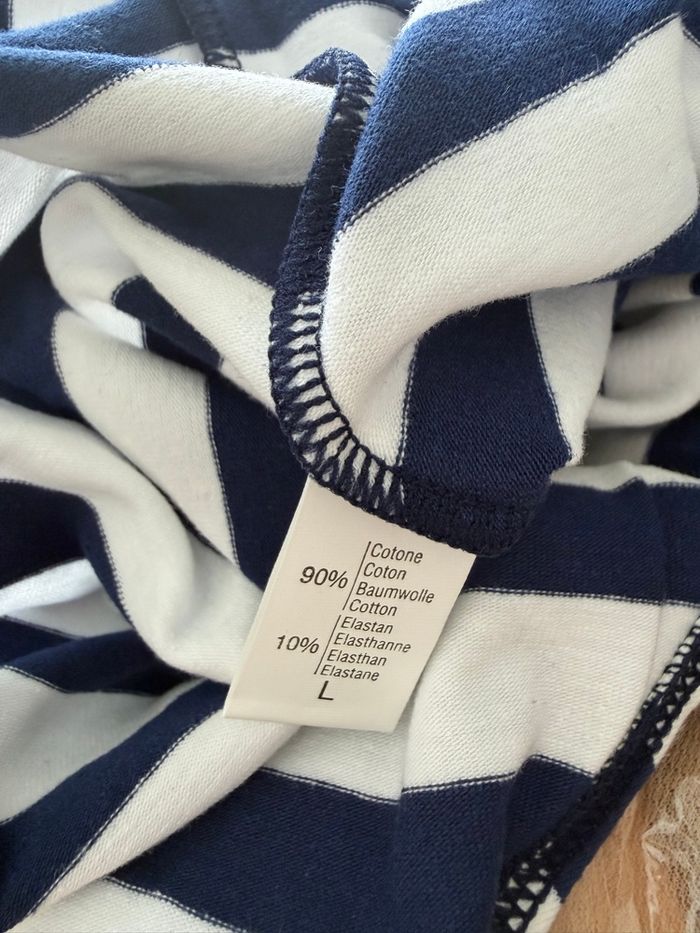 90% Cotone
Coton
Baumwolle
Cotton
10% Elastan
Elasthanne
Elasthan
Elastane
L